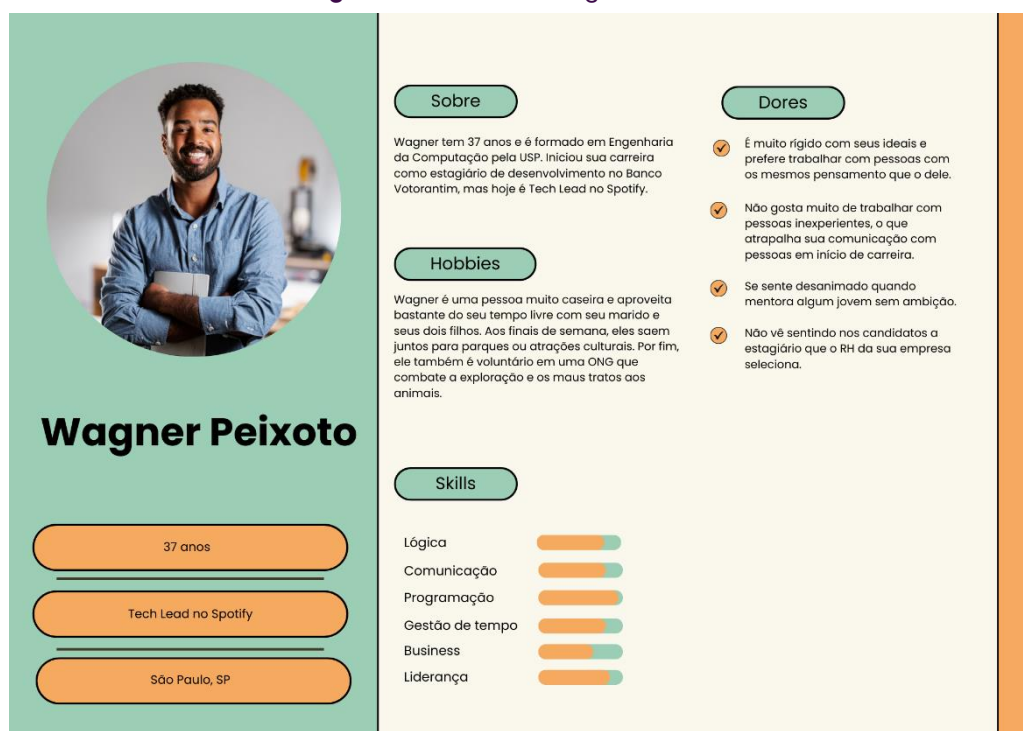 Wagner Peixoto
37 anos
Tech Lead no Spotify
São Paulo, SP
Sobre
Wagner tem 37 anos e é formado em Engenharia
da Computação pela USP. Iniciou sua carreira
como estagiário de desenvolvimento no Banco
Votorantim, mas hoje é Tech Lead no Spotify.
Hobbies
Wagner é uma pessoa muito caseira e aproveita
bastante do seu tempo livre com seu marido e
seus dois filhos. Aos finais de semana, eles saem
juntos para parques ou atrações culturais. Por fim,
ele também é voluntário em uma ONG que
combate a exploração e os maus tratos aos
animais.
Skills
Lógica
Comunicação
Programação
Gestão de tempo
Business
Liderança
Dores
É muito rígido com seus ideais e
prefere trabalhar com pessoas com
os mesmos pensamento que o dele.
Não gosta muito de trabalhar com
pessoas inexperientes, o que
atrapalha sua comunicação com
pessoas em início de carreira.
Se sente desanimado quando
mentora algum jovem sem ambição.
Não vê sentindo nos candidatos a
estagiário que o RH da sua empresa
seleciona.